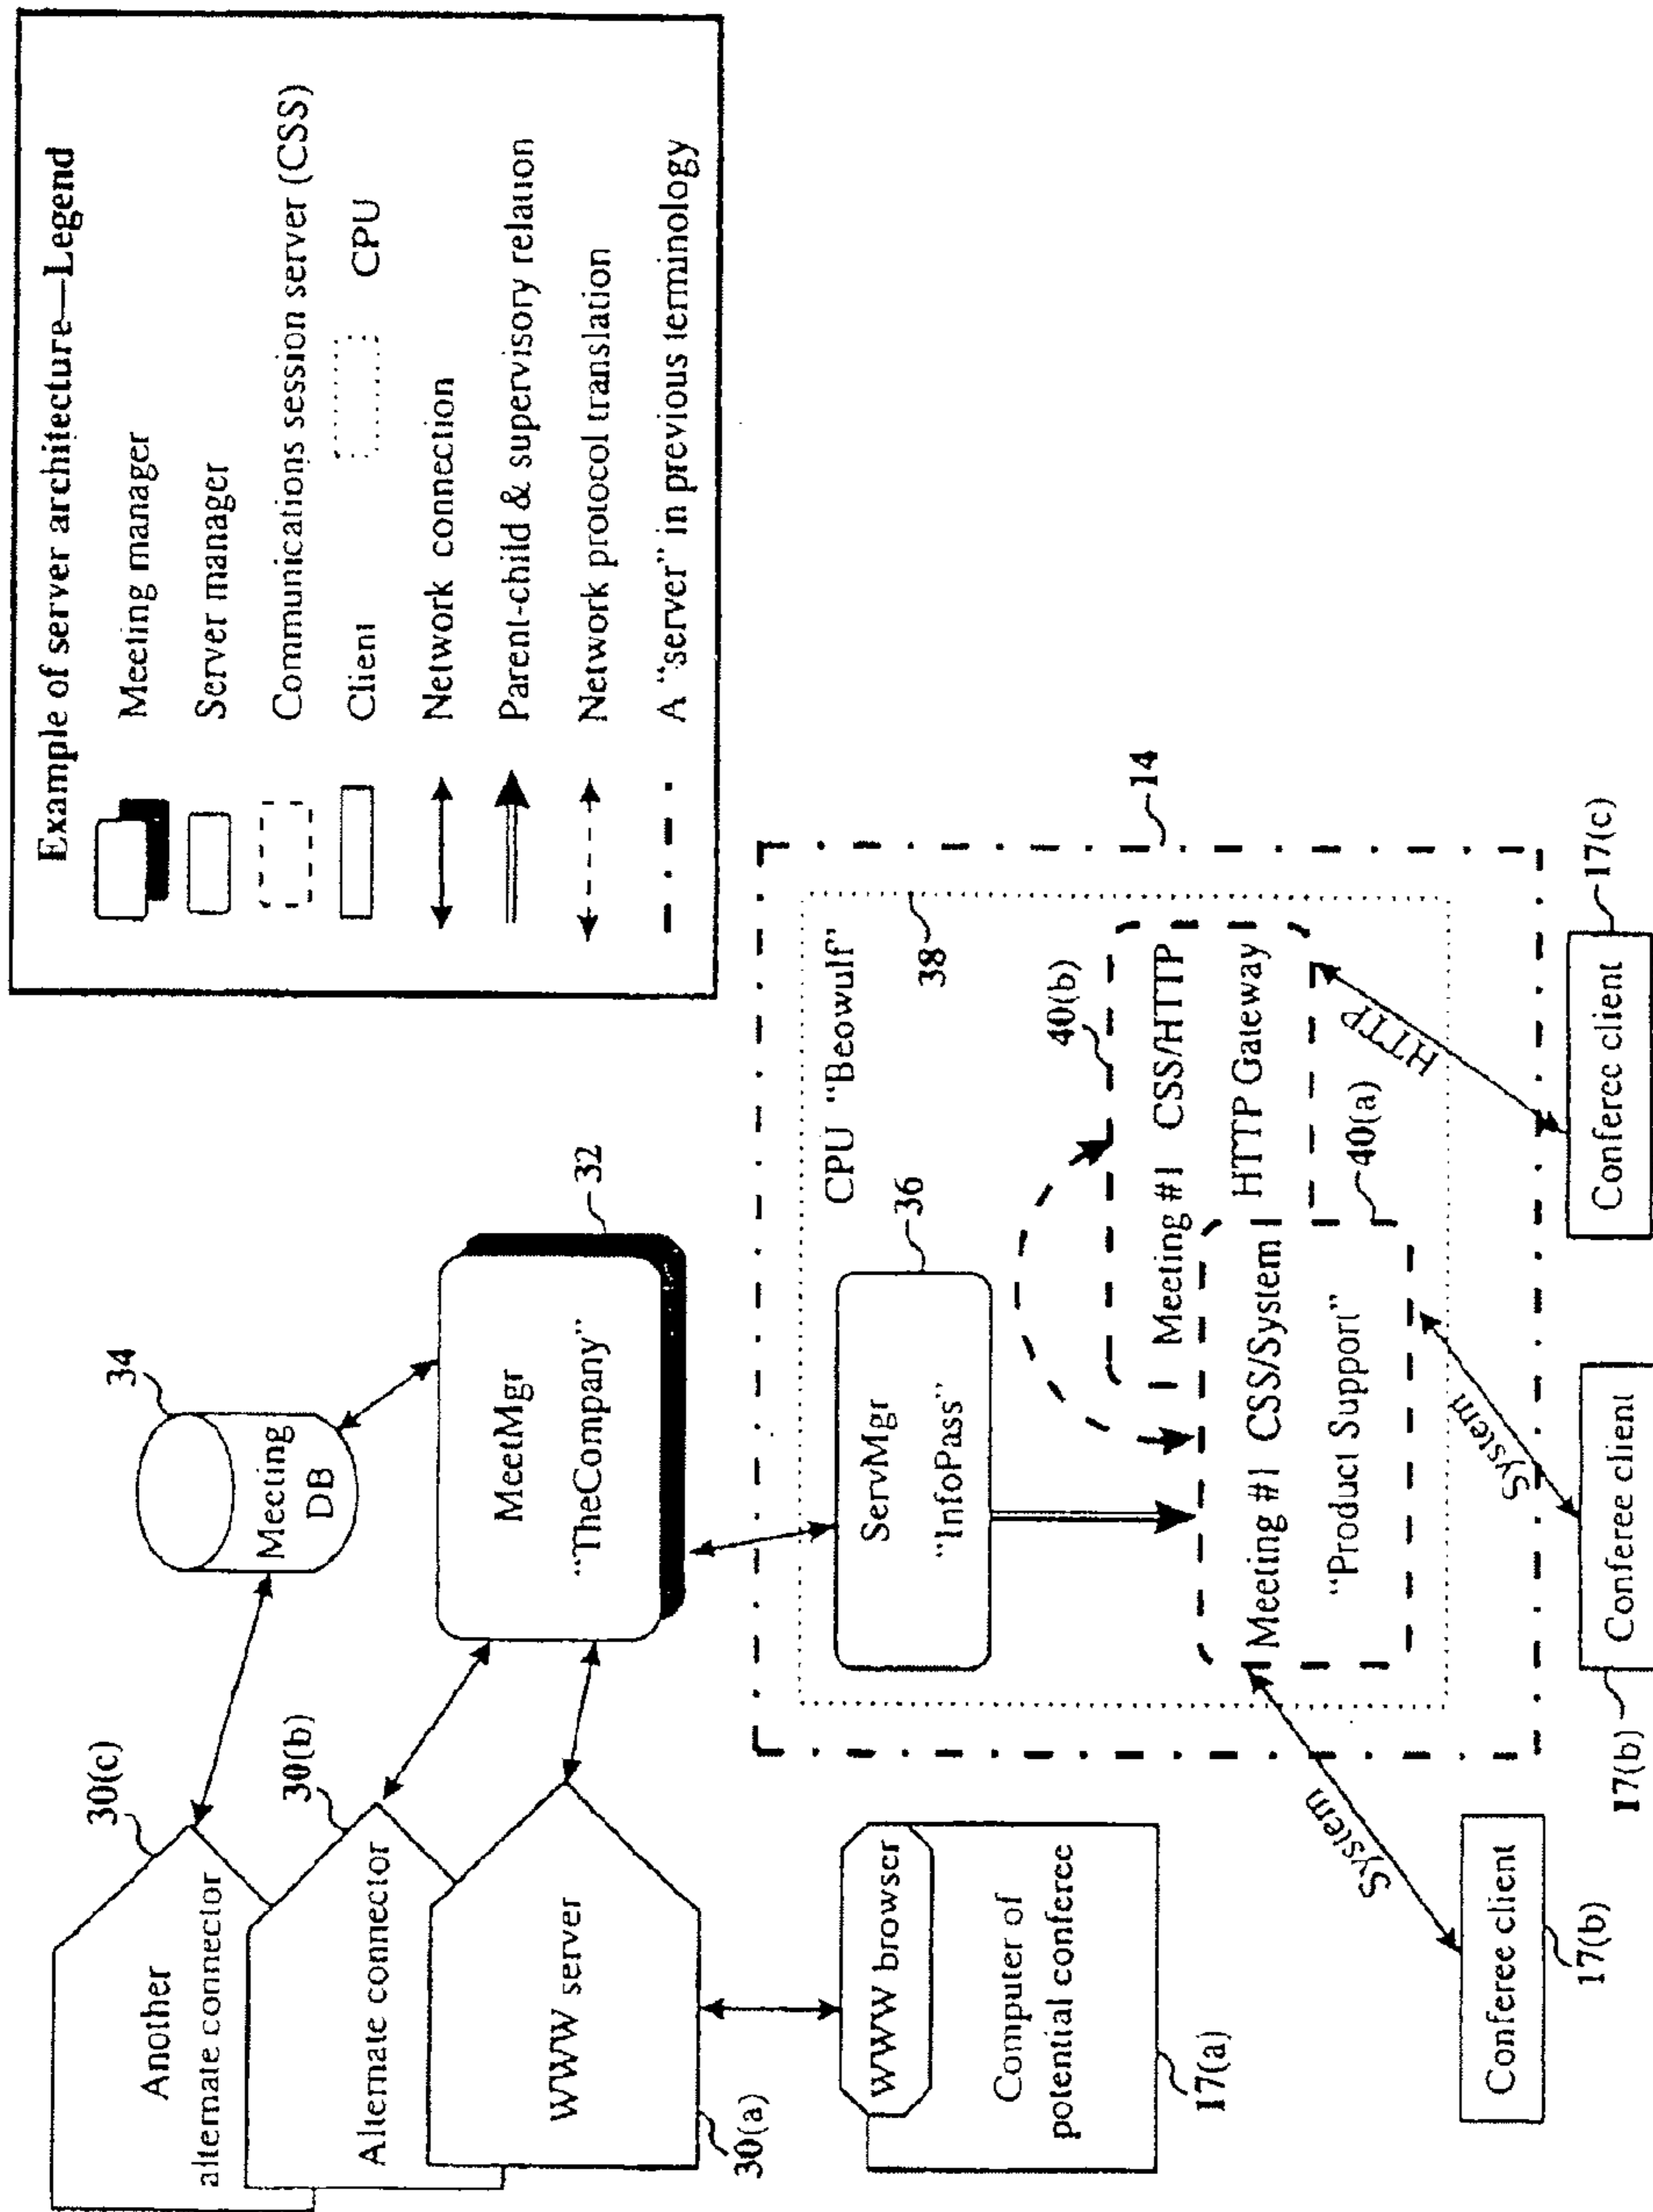 Example of server architecture—Legend
Meeting manager
Server manager
Communications session server (CSS)
Client
CPU
Network connection
Parent-child & supervisory relation
Network protocol translation
A “server” in previous terminology
30(c)
Another
alternate connector
30(b)
Alternate connector
WWW server
30(a)
34
Meeting
DB
MeetMgr
“TheCompany”
32
WWW browser
Computer of
potential conferee
17(a)
14
CPU “Beowulf”
38
ServMgr
“InfoPass”
36
40(b)
Meeting #1 CSS/HTTP
HTTP Gateway
Meeting #1 CSS/System
“Product Support”
40(a)
System
System
HTTP
Conferee client
17(b)
Conferee client
17(b)
Conferee client
17(c)